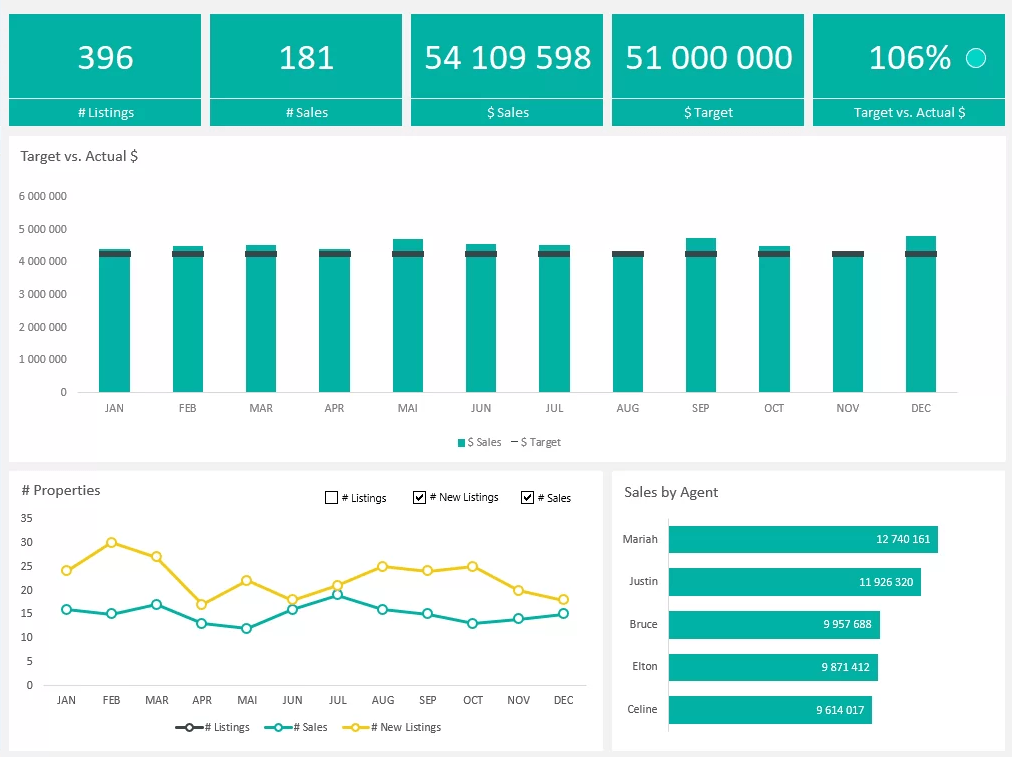 396
181
54 109 598
51 000 000
106%
# Listings
# Sales
$ Sales
$ Target
Target vs. Actual $
Target vs. Actual $
6 000 000
5 000 000
4 000 000
3 000 000
2 000 000
1 000 000
0
JAN FEB MAR APR MAI JUN JUL AUG SEP OCT NOV DEC
$ Sales $ Target
# Properties
# Listings # New Listings # Sales
35
30
25
20
15
10
5
0
JAN FEB MAR APR MAI JUN JUL AUG SEP OCT NOV DEC
# Listings # Sales # New Listings
Sales by Agent
Mariah 12 740 161
Justin 11 926 320
Bruce 9 957 688
Elton 9 871 412
Celine 9 614 017